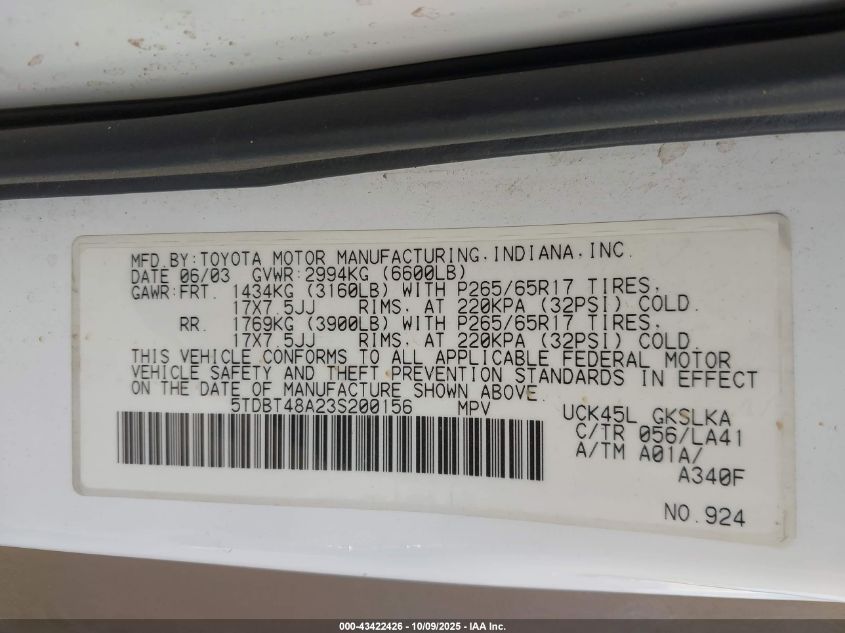 MFD.BY:TOYOTA MOTOR MANUFACTURING,INDIANA,INC.
DATE 06/03 GVWR:2994KG (6600LB)
GAWR:FRT. 1434KG (3160LB) WITH P265/65R17 TIRES,
17X7.5JJ RIMS, AT 220KPA (32PSI) COLD.
RR. 1769KG (3900LB) WITH P265/65R17 TIRES,
17X7.5JJ RIMS, AT 220KPA (32PSI) COLD.
THIS VEHICLE CONFORMS TO ALL APPLICABLE FEDERAL MOTOR
VEHICLE SAFETY AND THEFT PREVENTION STANDARDS IN EFFECT
ON THE DATE OF MANUFACTURE SHOWN ABOVE.
5TDBT48A23S200156 MPV
UCK45L GKSLKA
C/TR 056/LA41
A/TM A01A/
A340F
NO.924
000-43422426 - 10/09/2025 - IAA Inc.